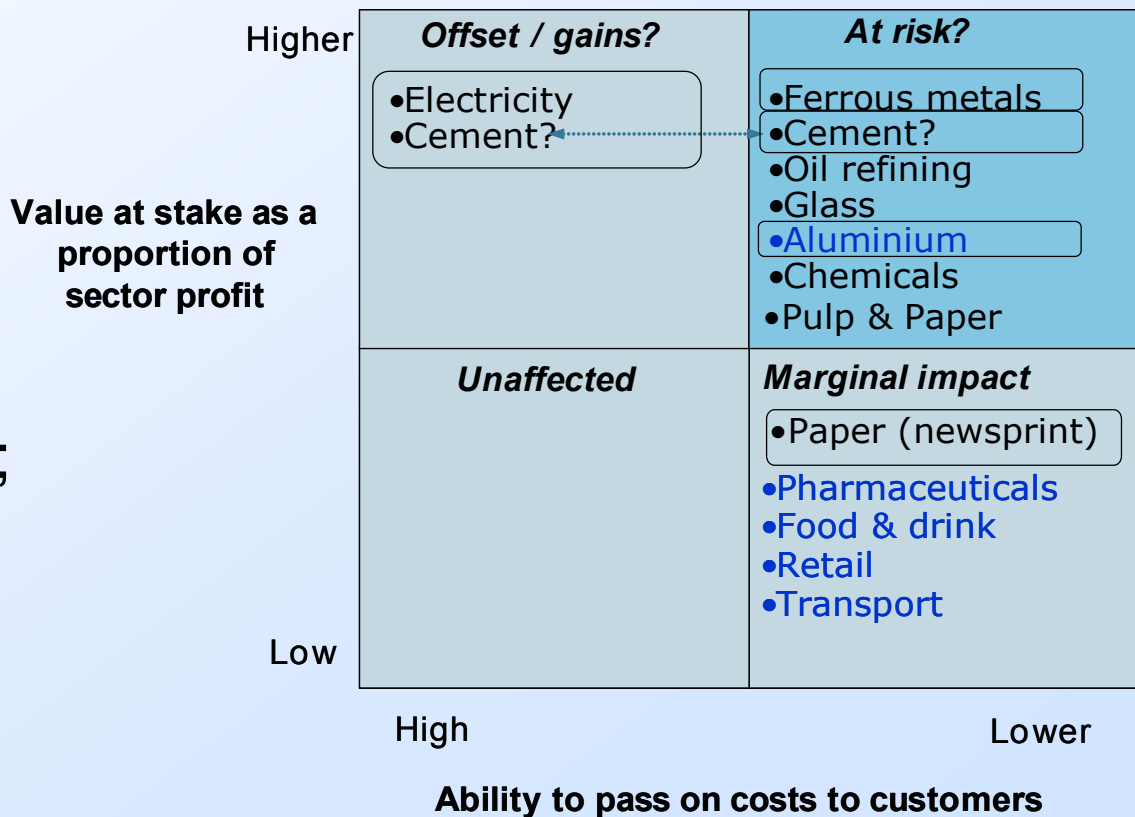 Higher
Offset / gains?
•Electricity
•Cement?
At risk?
•Ferrous metals
•Cement?
•Oil refining
•Glass
•Aluminium
•Chemicals
•Pulp & Paper
Value at stake as a
proportion of
sector profit
Unaffected
Marginal impact
•Paper (newsprint)
•Pharmaceuticals
•Food & drink
•Retail
•Transport
;
Low
High
Lower
Ability to pass on costs to customers